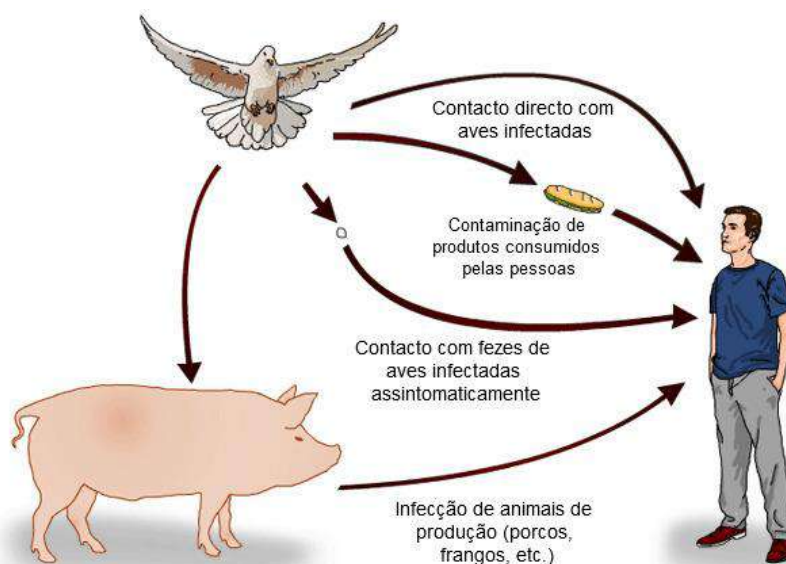 Contacto directo com
aves infectadas
Contaminação de
produtos consumidos
pelas pessoas
Contacto com fezes de
aves infectadas
assintomaticamente
Infecção de animais de
produção (porcos,
frangos, etc.)